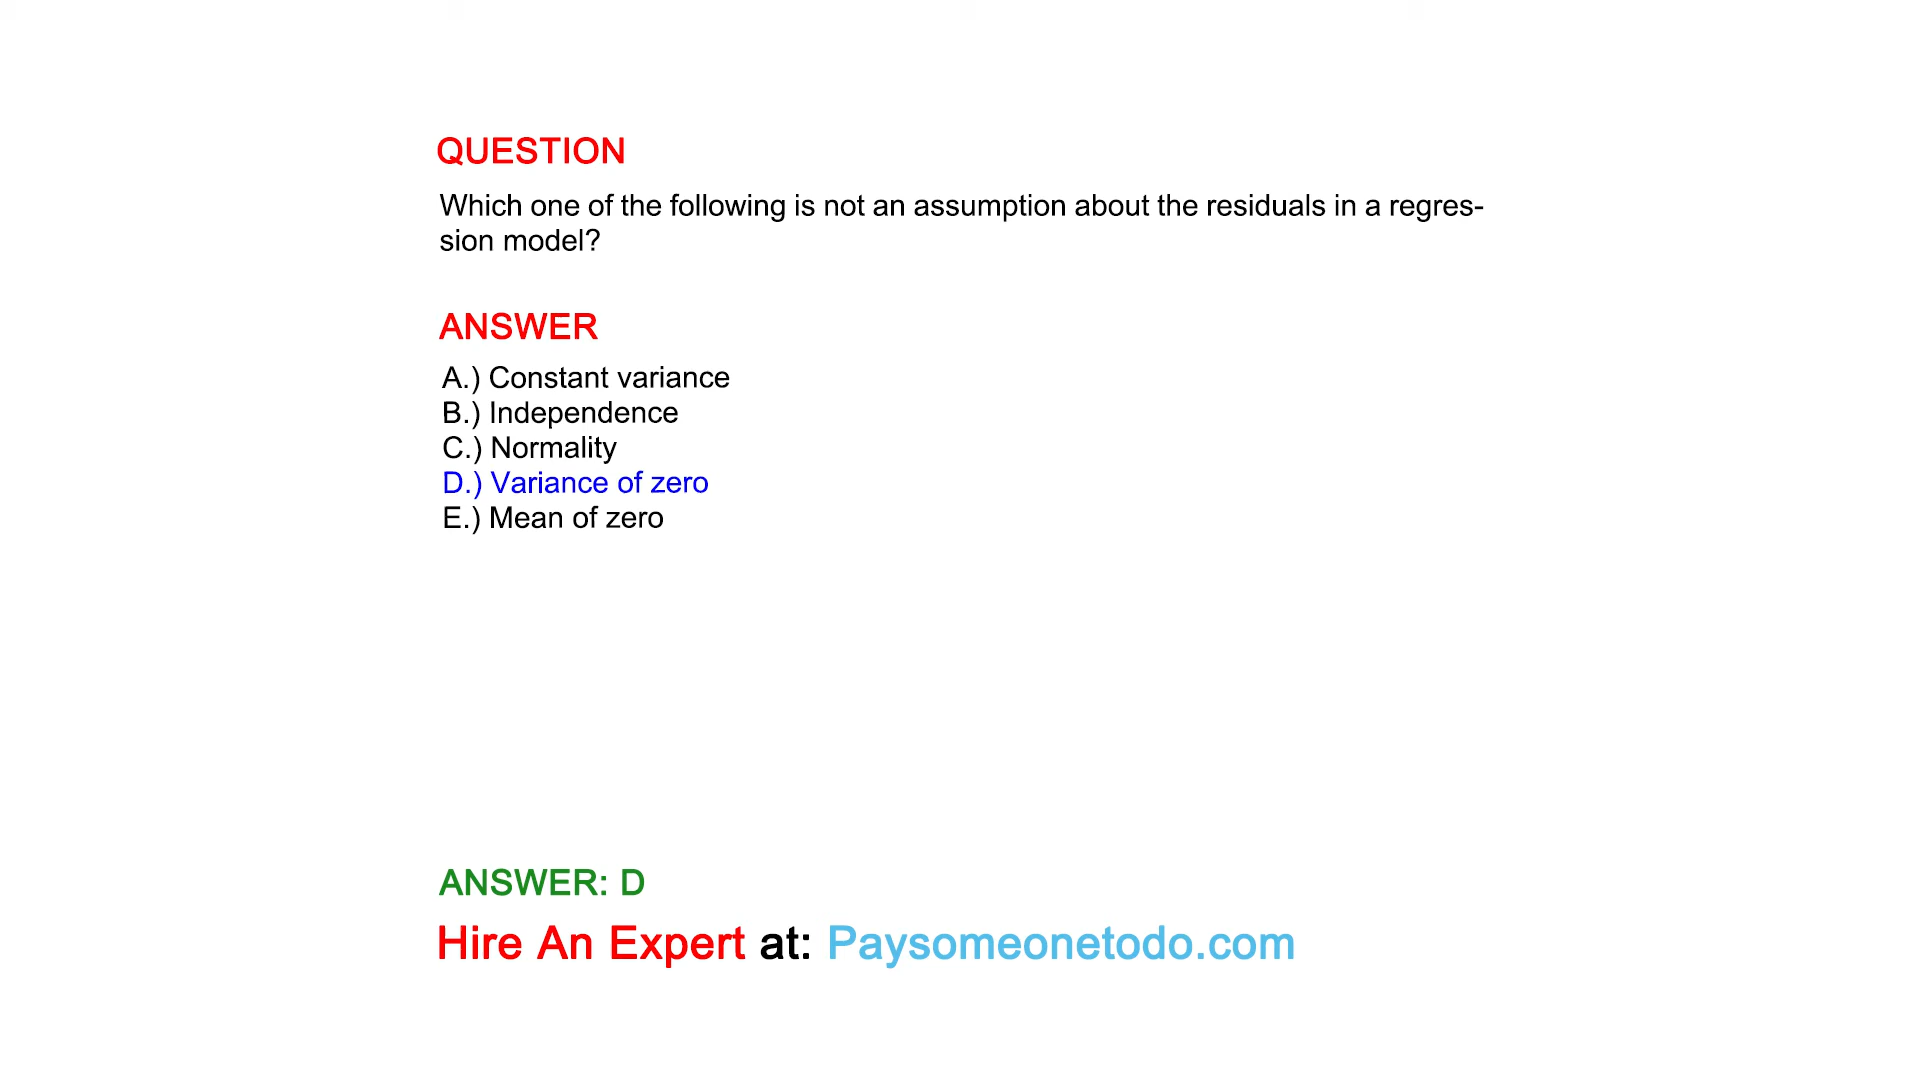 QUESTION
Which one of the following is not an assumption about the residuals in a regres-
sion model?
ANSWER
A.) Constant variance
B.) Independence
C.) Normality
D.) Variance of zero
E.) Mean of zero
ANSWER: D
Hire An Expert at: Paysomeonetodo.com